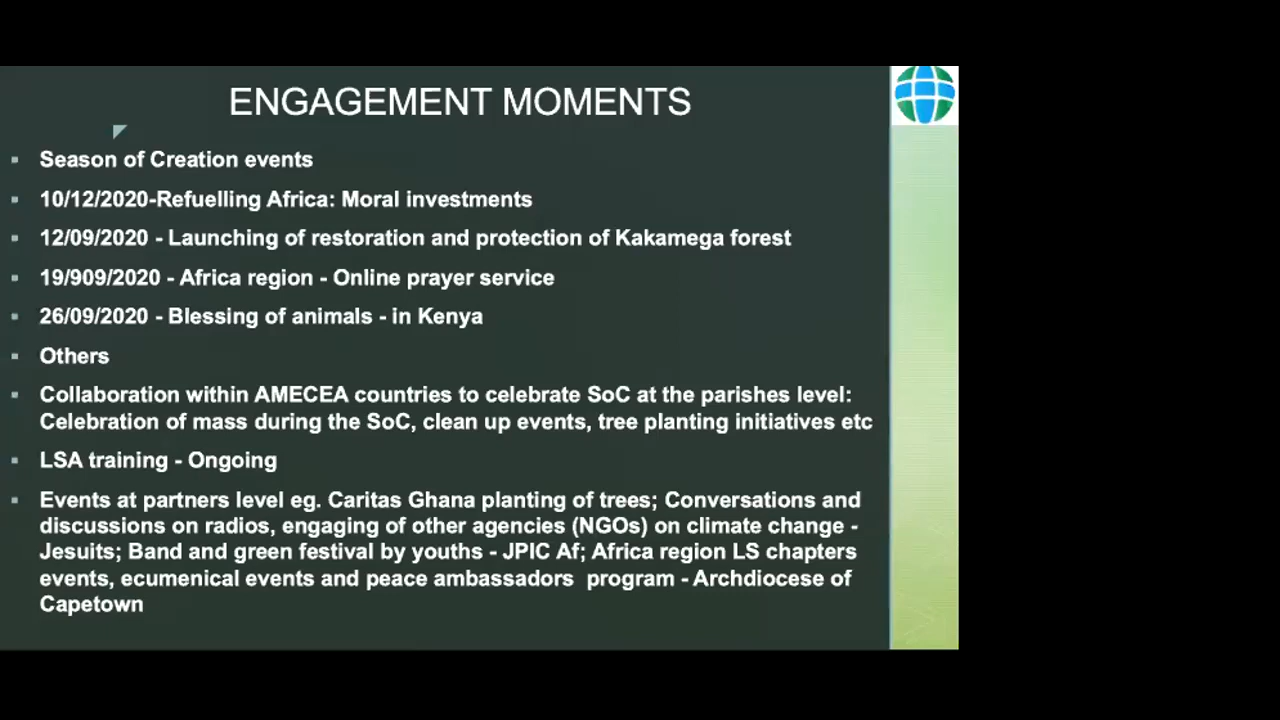 ENGAGEMENT MOMENTS
Season of Creation events
10/12/2020-Refuelling Africa: Moral investments
12/09/2020 - Launching of restoration and protection of Kakamega forest
19/909/2020 - Africa region - Online prayer service
26/09/2020 - Blessing of animals - in Kenya
Others
Collaboration within AMECEA countries to celebrate SoC at the parishes level:
Celebration of mass during the SoC, clean up events, tree planting initiatives etc
LSA training - Ongoing
Events at partners level eg. Caritas Ghana planting of trees; Conversations and
discussions on radios, engaging of other agencies (NGOs) on climate change -
Jesuits; Band and green festival by youths - JPIC Af; Africa region LS chapters
events, ecumenical events and peace ambassadors program - Archdiocese of
Capetown